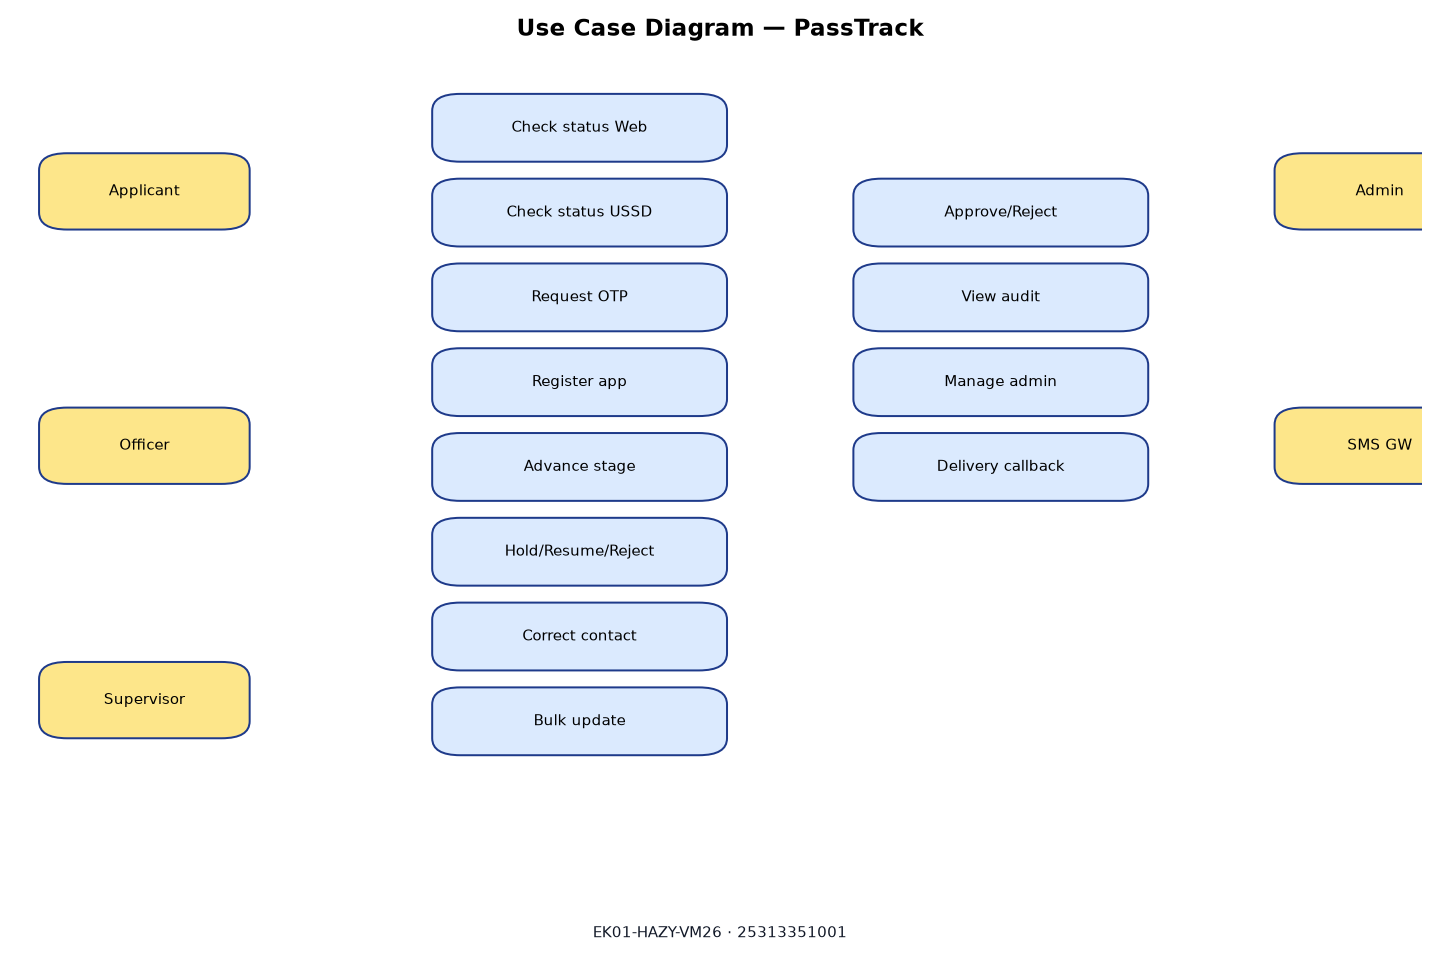 Use Case Diagram — PassTrack
Check status Web
Applicant
Admin
Check status USSD
Approve/Reject
Request OTP
View audit
Register app
Manage admin
Officer
SMS GW
Advance stage
Delivery callback
Hold/Resume/Reject
Correct contact
Supervisor
Bulk update
EK01-HAZY-VM26 · 25313351001